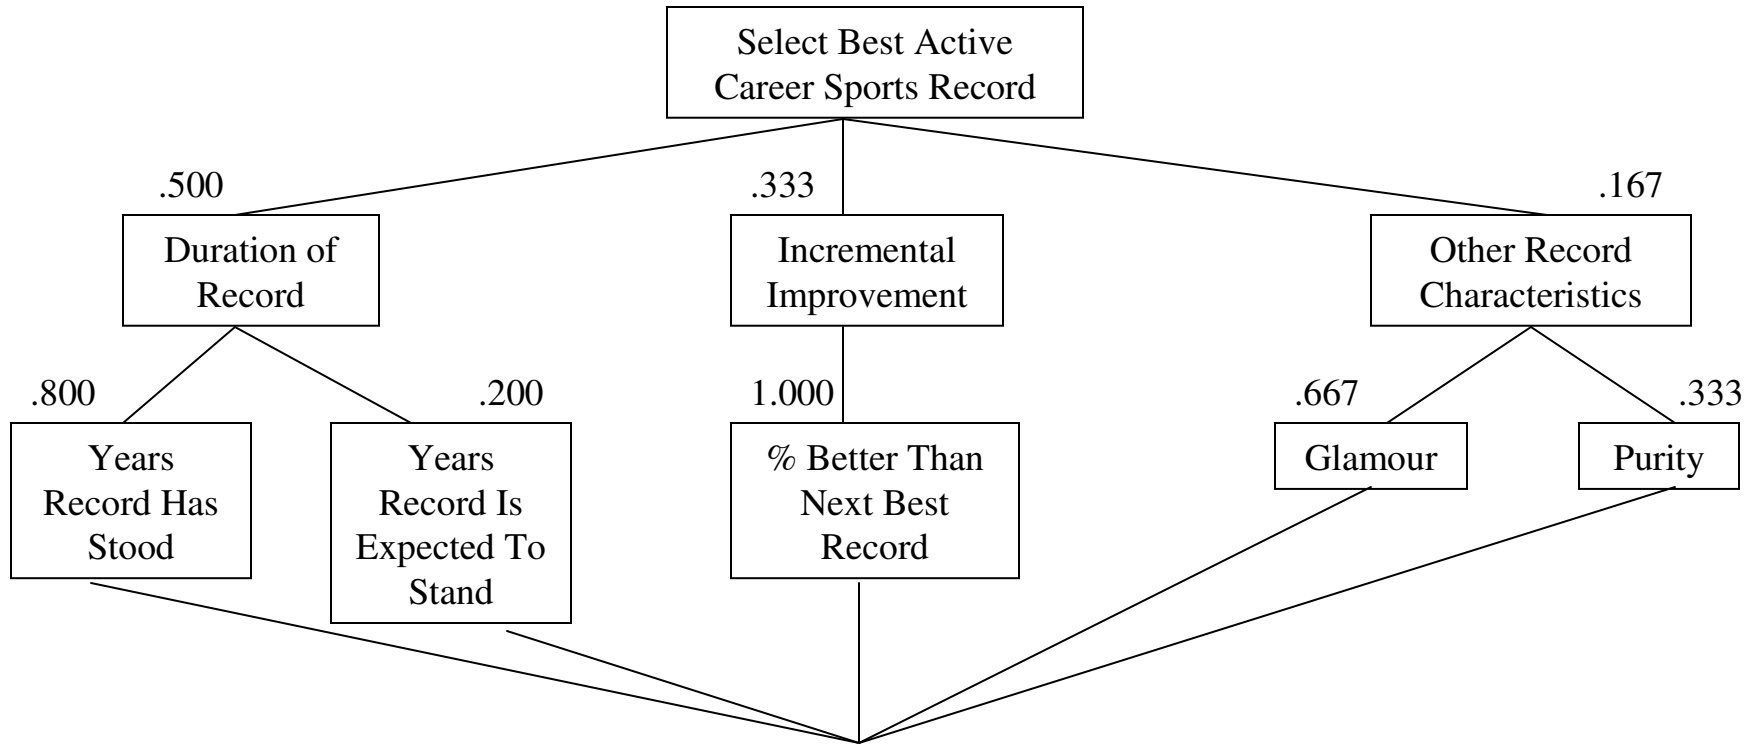 Select Best Active
Career Sports Record
.500
.333
.167
Duration of
Record
Incremental
Improvement
Other Record
Characteristics
.800
.200
1.000
.667
.333
Years
Record Has
Stood
Years
Record Is
Expected To
Stand
% Better Than
Next Best
Record
Glamour
Purity